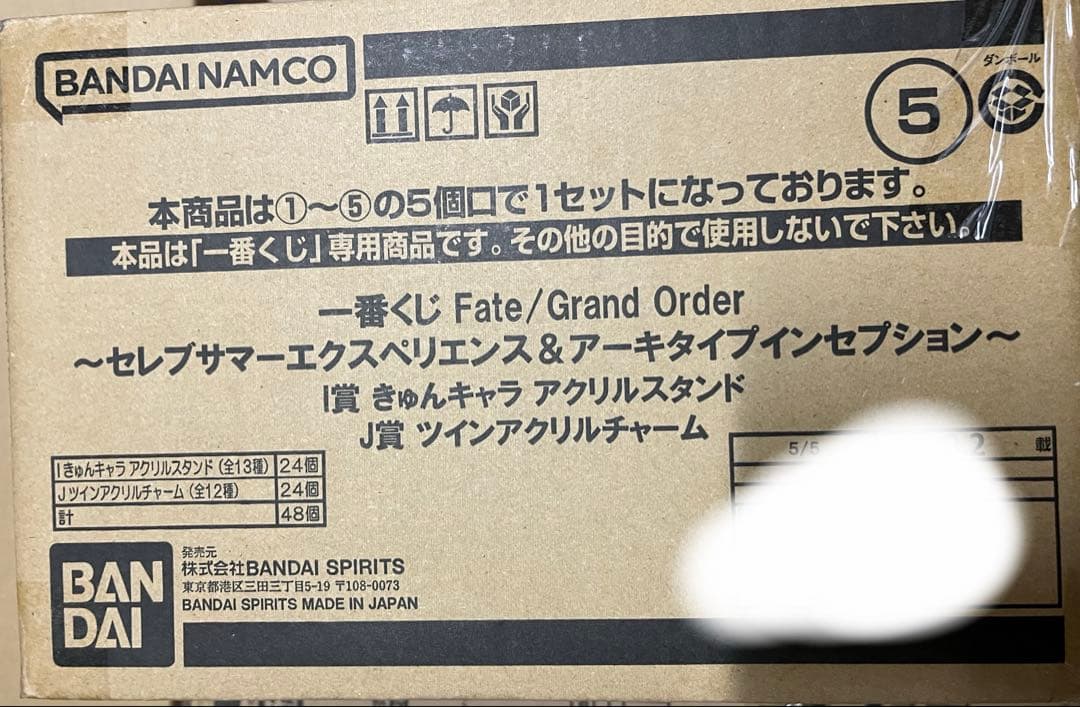 BANDAI NAMCO
5
ダンボール
本商品は①～⑤の5個口で1セットになっております。
本品は「一番くじ」専用商品です。その他の目的で使用しないで下さい。
一番くじ Fate/Grand Order
～セレブサマーエクスペリエンス＆アーキタイプインセプション～
I賞 きゅんキャラ アクリルスタンド
J賞 ツインアクリルチャーム
5/5 2 載
I きゅんキャラ アクリルスタンド（全13種） 24個
J ツインアクリルチャーム（全12種） 24個
計 48個
BAN
DAI
発売元
株式会社BANDAI SPIRITS
東京都港区三田三丁目5-19 〒108-0073
BANDAI SPIRITS MADE IN JAPAN